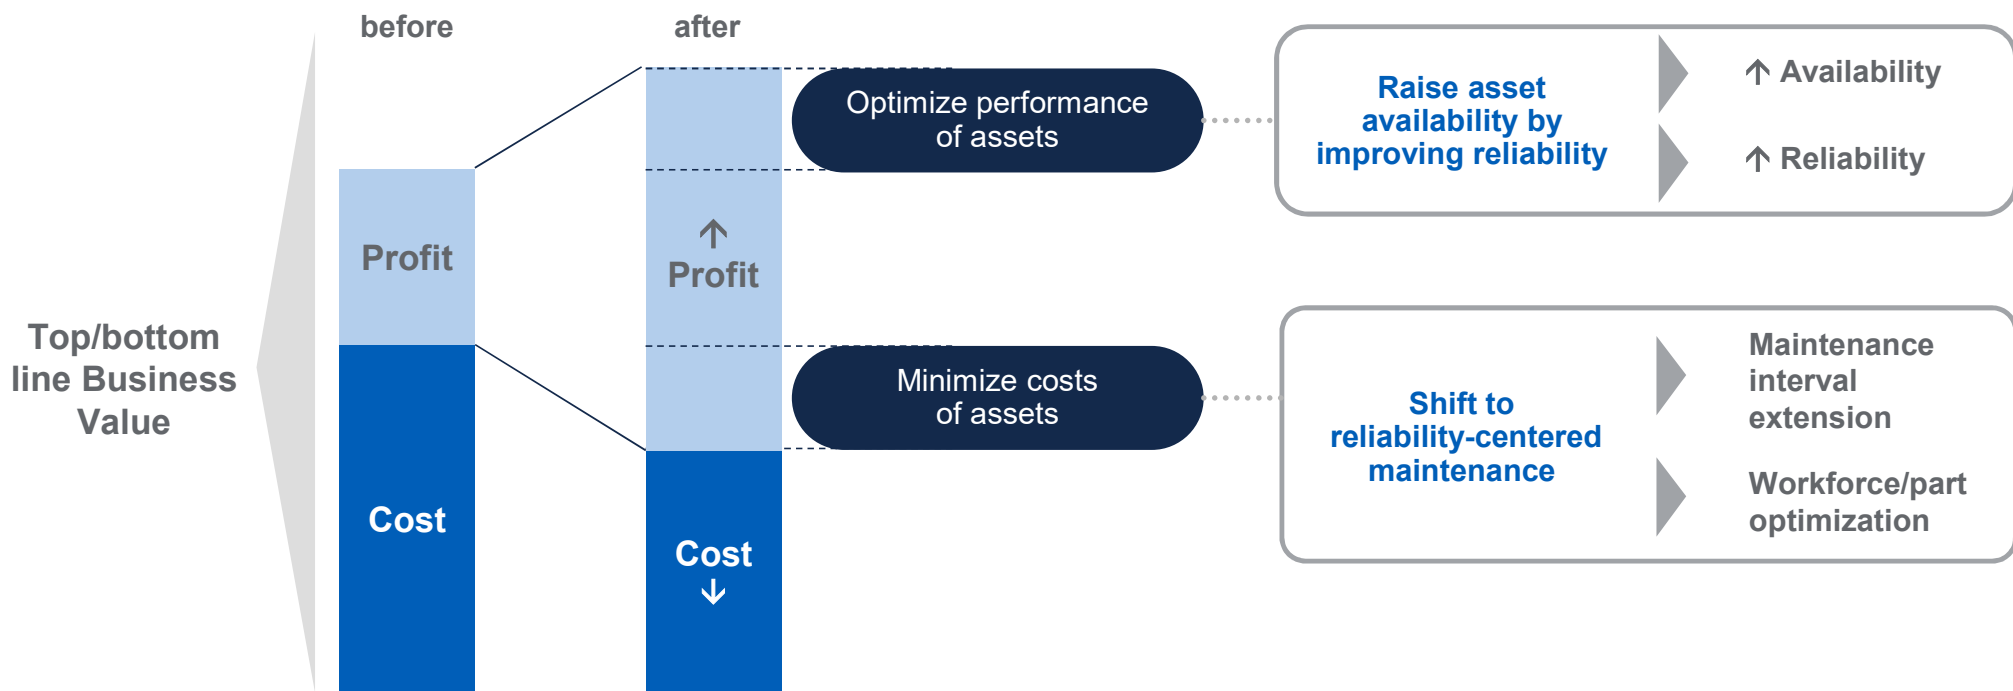 before
after
Top/bottom
line Business
Value
Profit
Cost
↑
Profit
Cost
↓
Optimize performance
of assets
Minimize costs
of assets
Raise asset
availability by
improving reliability
↑ Availability
↑ Reliability
Shift to
reliability-centered
maintenance
Maintenance
interval
extension
Workforce/part
optimization